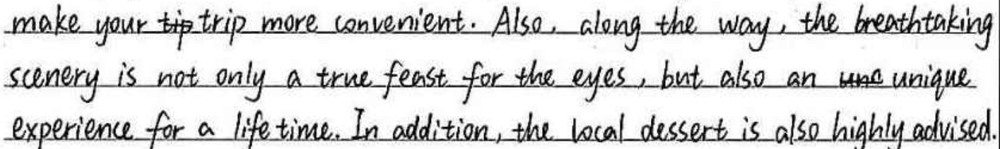 make your tip trip more convenient. Also, along the way, the breathtaking
scenery is not only a true feast for the eyes, but also an une unique
experience for a life time. In addition, the local dessert is also highly advised.